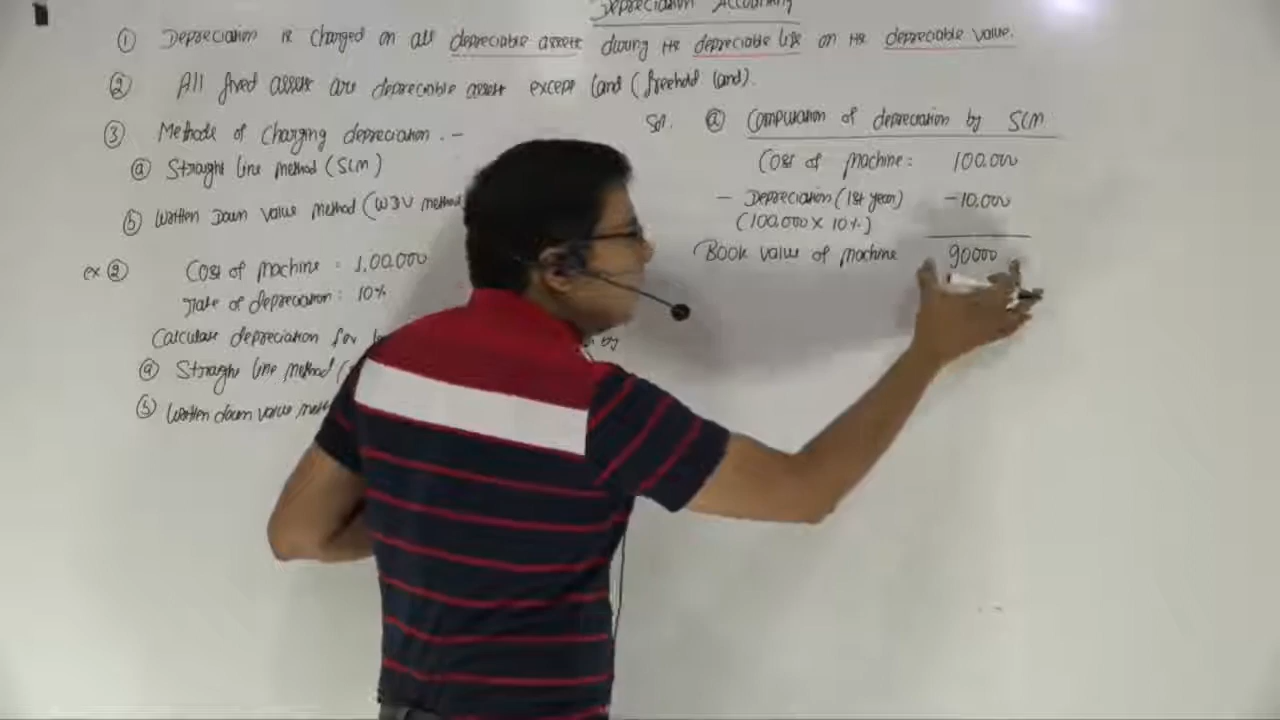 Depreciation Accounting
① Depreciation is charged on all depreciable assets during the depreciable life on the depreciable value.
② All fixed assets are depreciable assets except land (freehold land).
③ Methods of charging depreciation. –
ⓐ Straight line method (SLM)
ⓑ Written Down Value method (WDV method
ex ② Cost of machine : 1,00,000
Rate of depreciation : 10%
Calculate depreciation for by
ⓐ Straight line method (
ⓑ Written down value
Sol. ⓐ Computation of depreciation by SLM
Cost of machine = 100,000
– Depreciation (1st year) –10,000
(100,000 X 10%)
Book value of machine 90000